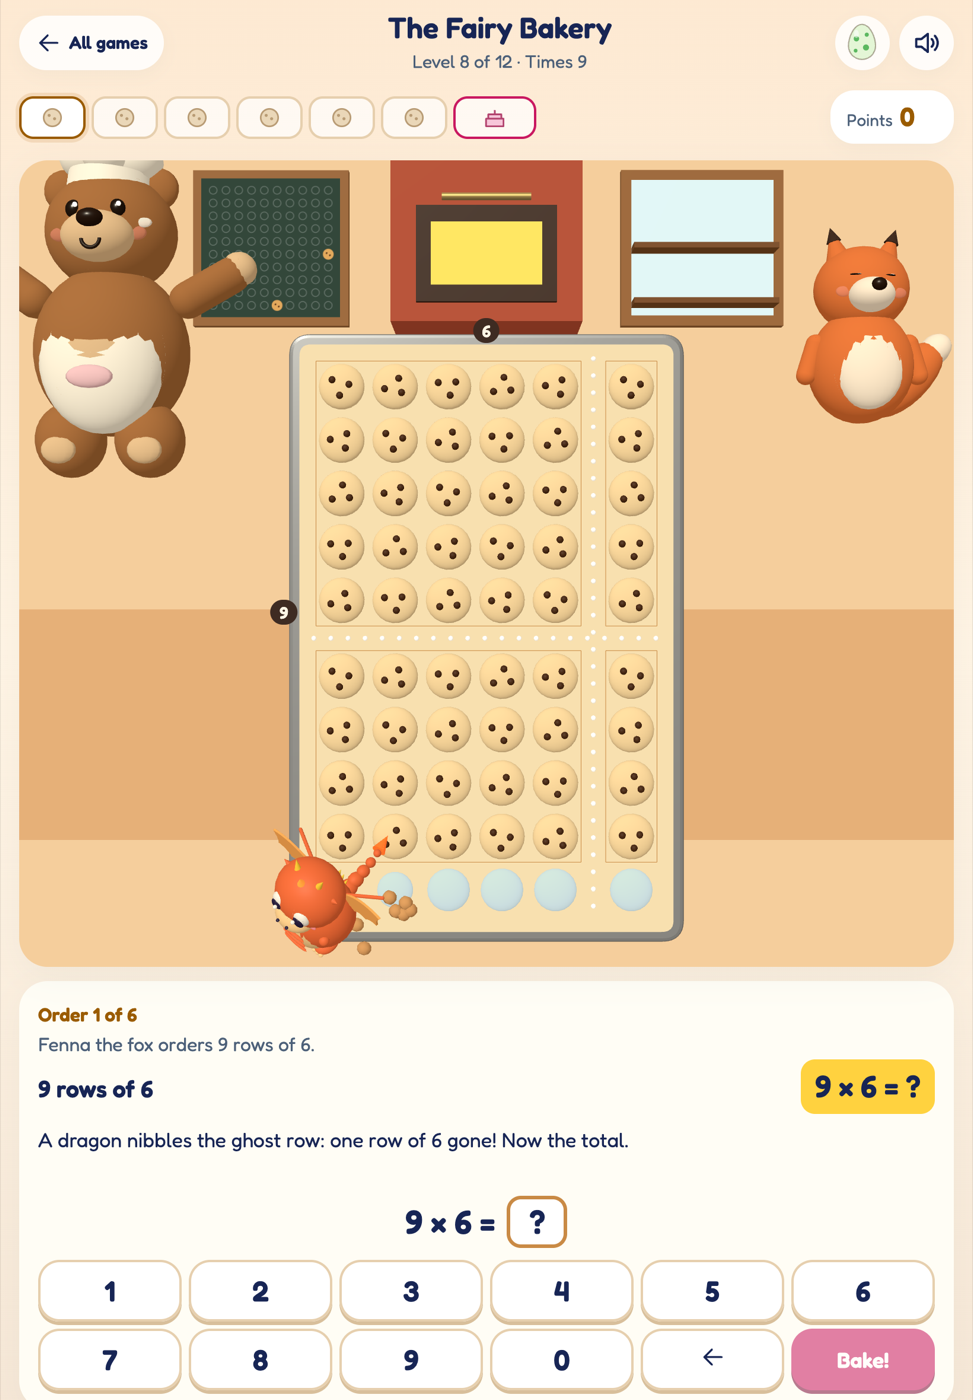 All games
The Fairy Bakery
Level 8 of 12 · Times 9
Points 0
6
9
Order 1 of 6
Fenna the fox orders 9 rows of 6.
9 rows of 6
9 × 6 = ?
A dragon nibbles the ghost row: one row of 6 gone! Now the total.
9 × 6 = ?
1 2 3 4 5 6
7 8 9 0 ← Bake!